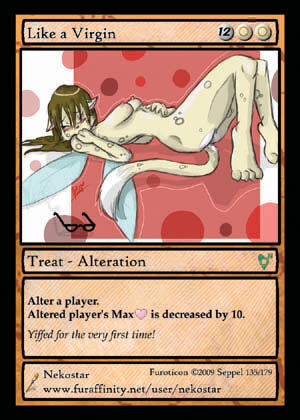 Like a Virgin 12
Treat - Alteration
Alter a player.
Altered player's Max is decreased by 10.
Yiffed for the very first time!
Nekostar Furoticon ©2009 Seppel 135/179
www.furaffinity.net/user/nekostar